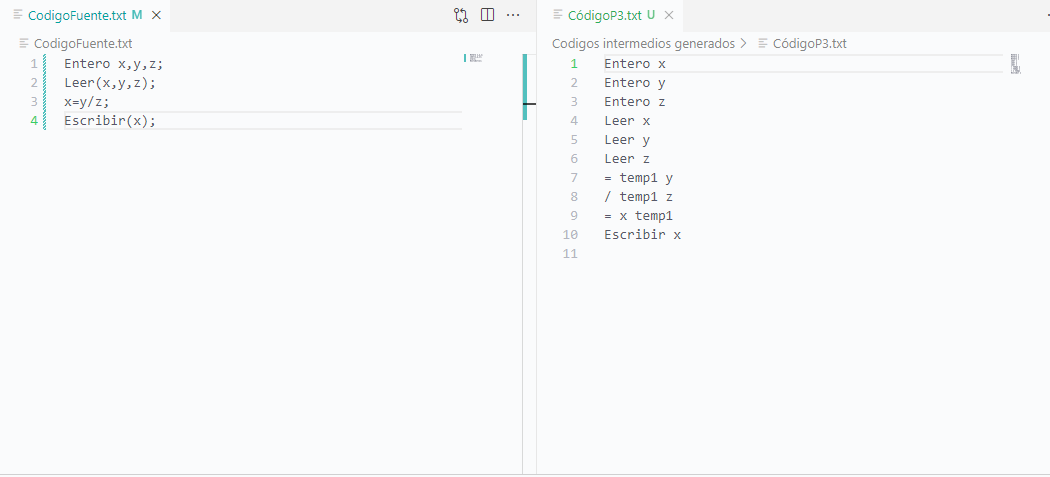 CodigoFuente.txt M
CodigoFuente.txt
1 Entero x,y,z;
2 Leer(x,y,z);
3 x=y/z;
4 Escribir(x);
CódigoP3.txt U
Codigos intermedios generados > CódigoP3.txt
1 Entero x
2 Entero y
3 Entero z
4 Leer x
5 Leer y
6 Leer z
7 = temp1 y
8 / temp1 z
9 = x temp1
10 Escribir x
11